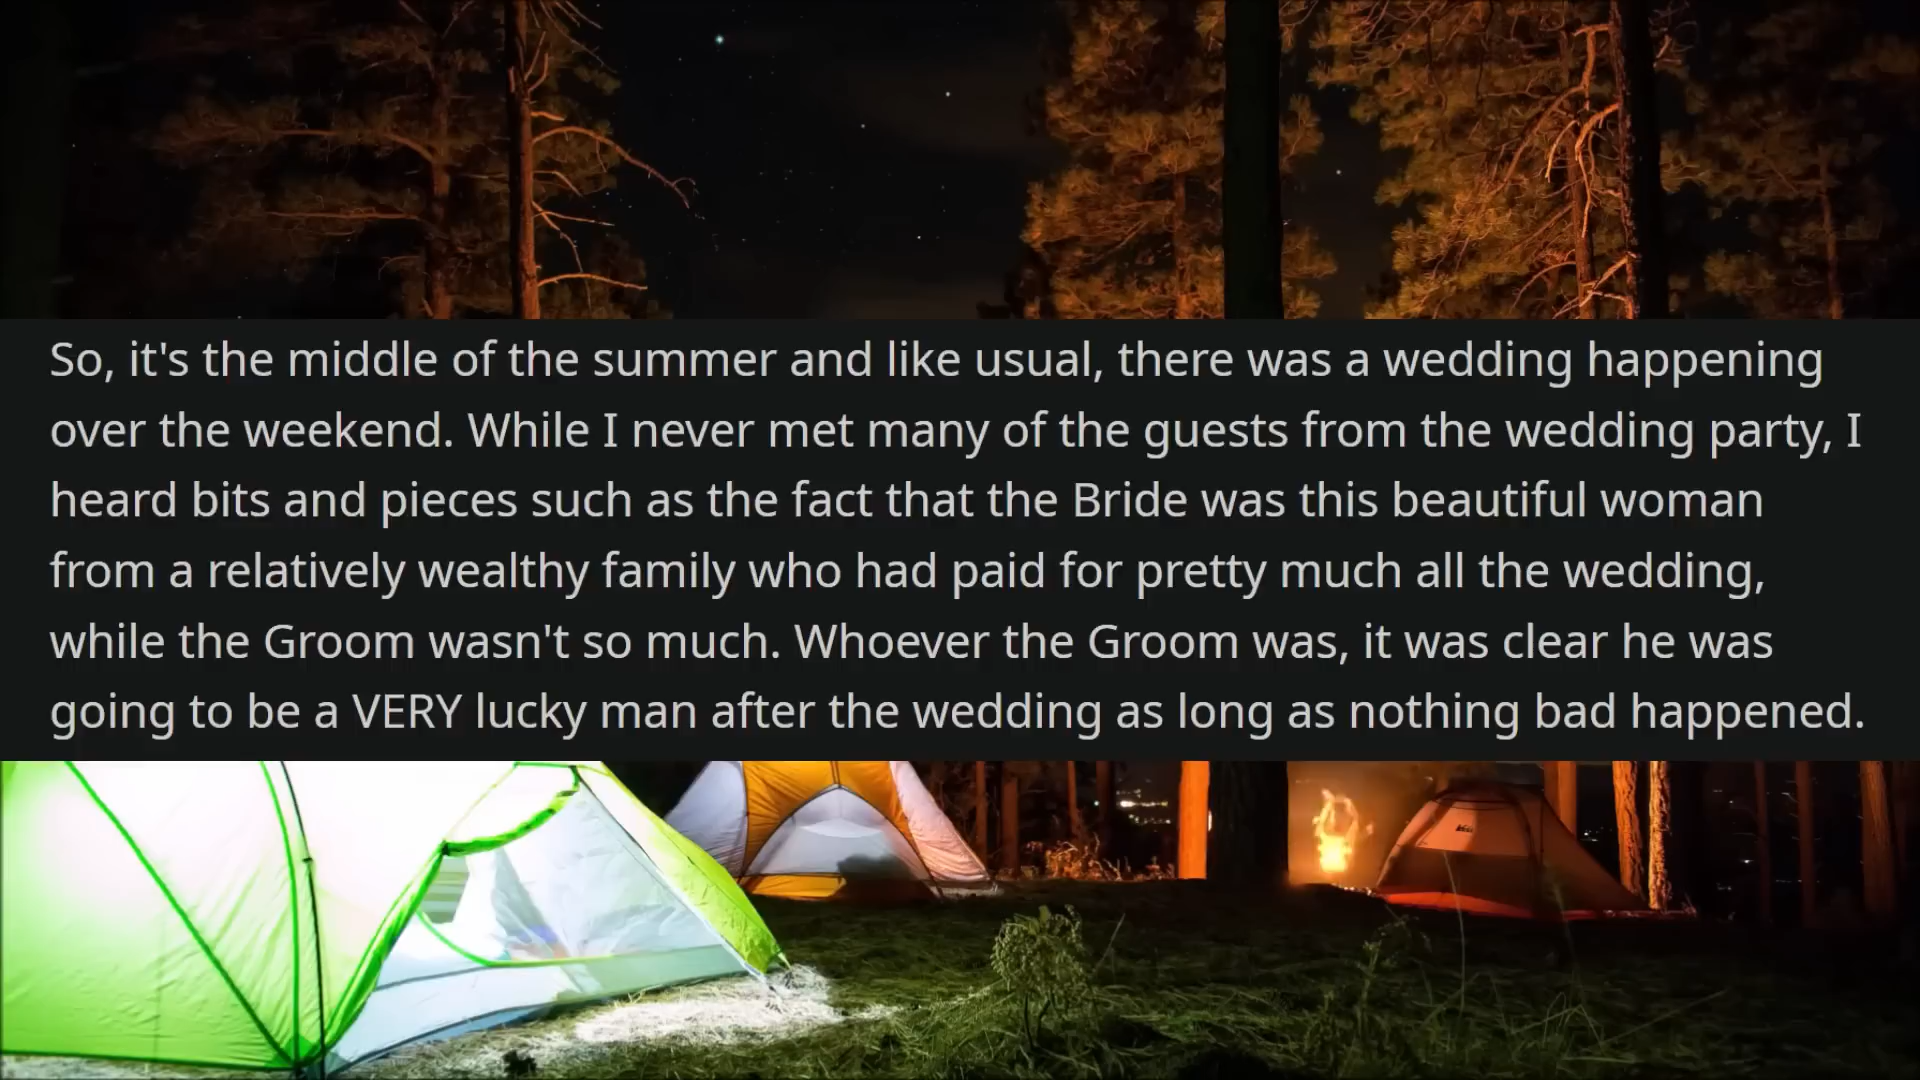 So, it's the middle of the summer and like usual, there was a wedding happening
over the weekend. While I never met many of the guests from the wedding party, I
heard bits and pieces such as the fact that the Bride was this beautiful woman
from a relatively wealthy family who had paid for pretty much all the wedding,
while the Groom wasn't so much. Whoever the Groom was, it was clear he was
going to be a VERY lucky man after the wedding as long as nothing bad happened.